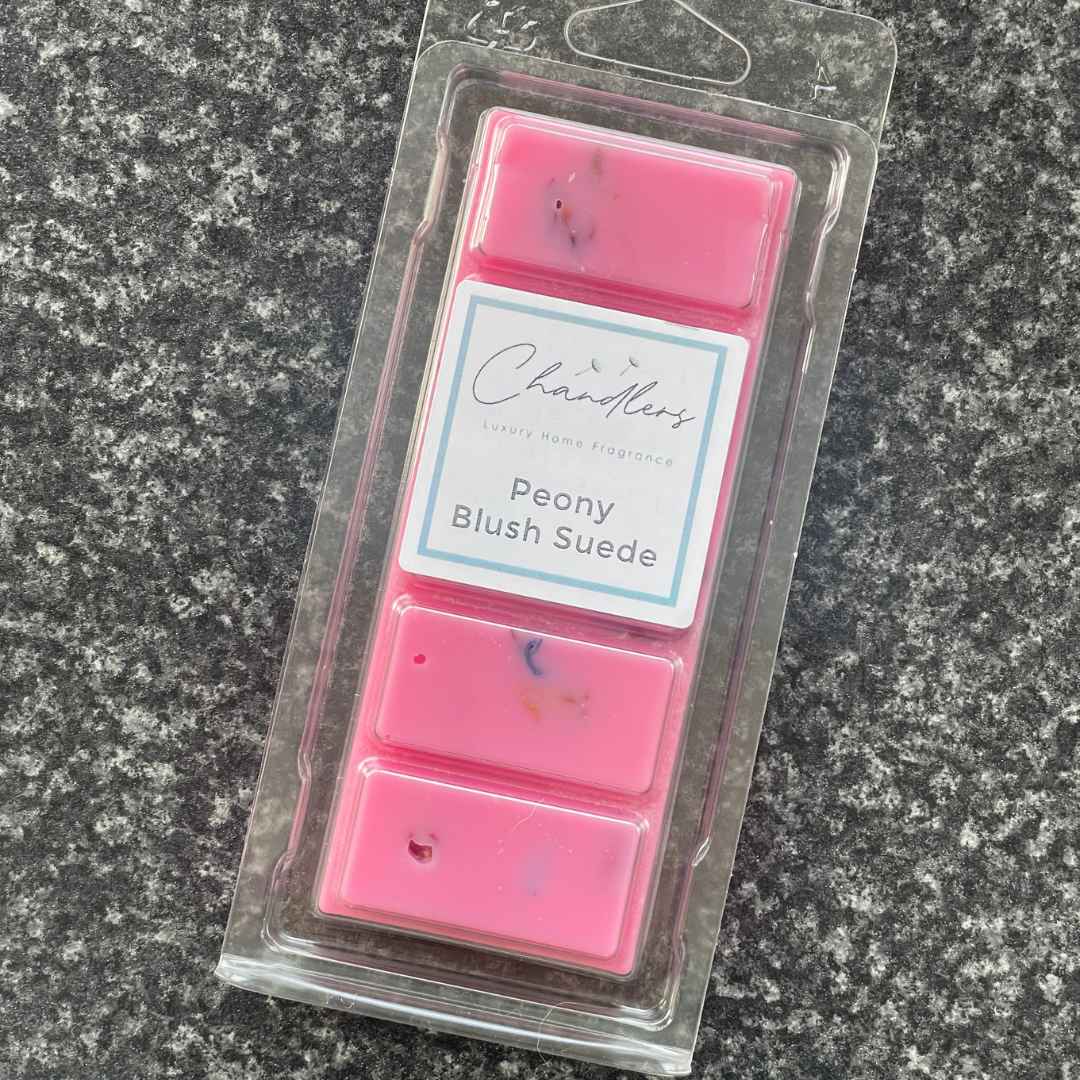 Chandlers
Luxury Home Fragrance
Peony
Blush Suede